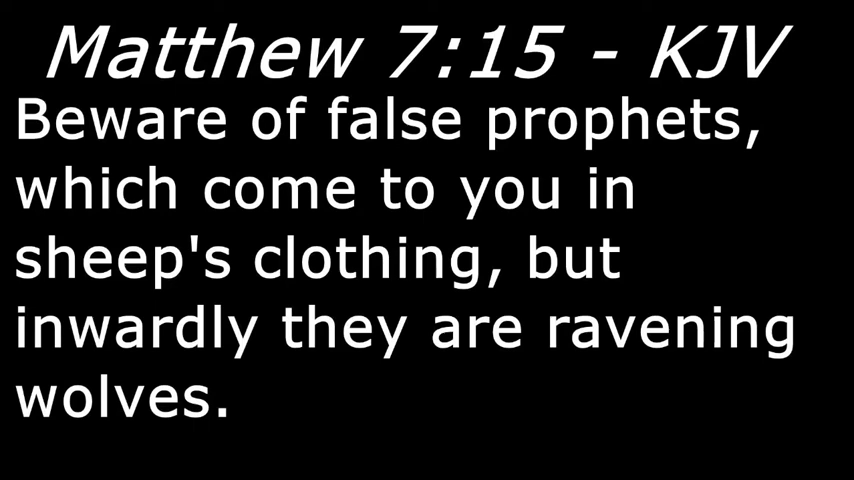 Matthew 7:15 - KJV
Beware of false prophets,
which come to you in
sheep's clothing, but
inwardly they are ravening
wolves.